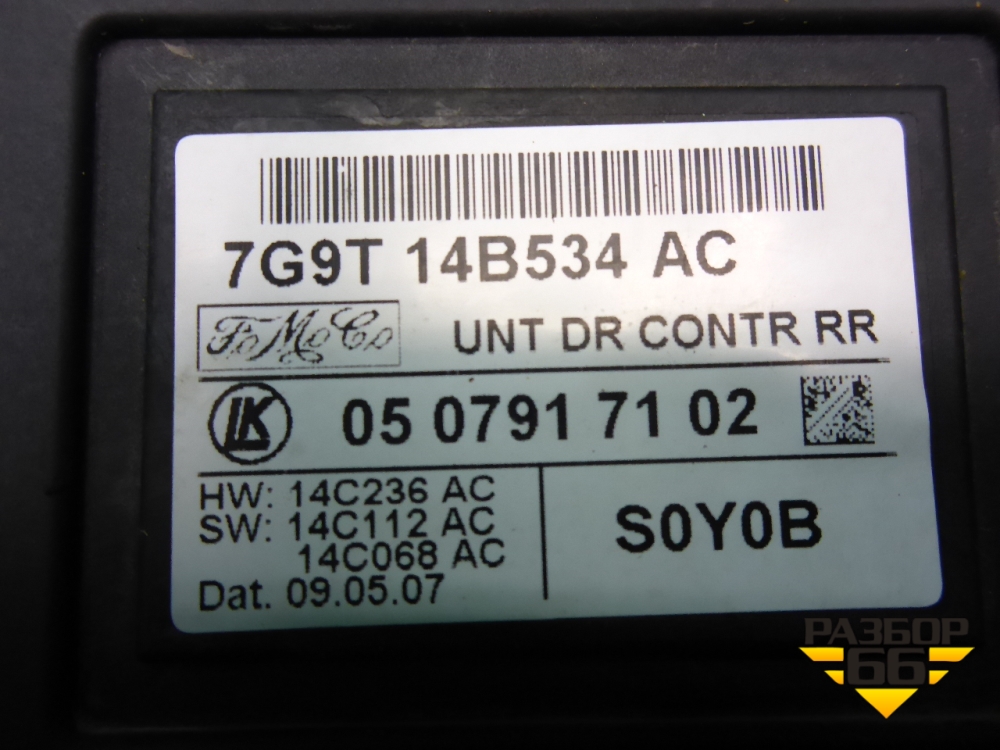 7G9T 14B534 AC
FoMoCo UNT DR CONTR RR
LK 05 0791 71 02
HW: 14C236 AC
SW: 14C112 AC
14C068 AC
Dat. 09.05.07
S0Y0B
РАЗБОР
66